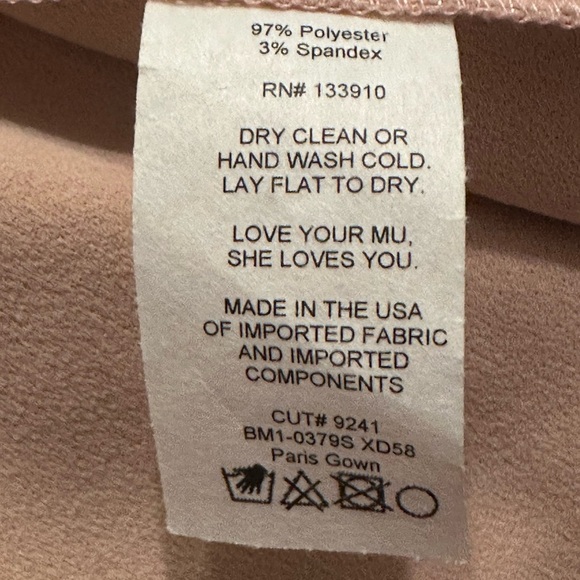 97% Polyester
3% Spandex
RN# 133910
DRY CLEAN OR
HAND WASH COLD.
LAY FLAT TO DRY.
LOVE YOUR MU,
SHE LOVES YOU.
MADE IN THE USA
OF IMPORTED FABRIC
AND IMPORTED
COMPONENTS
CUT# 9241
BM1-0379S XD58
Paris Gown